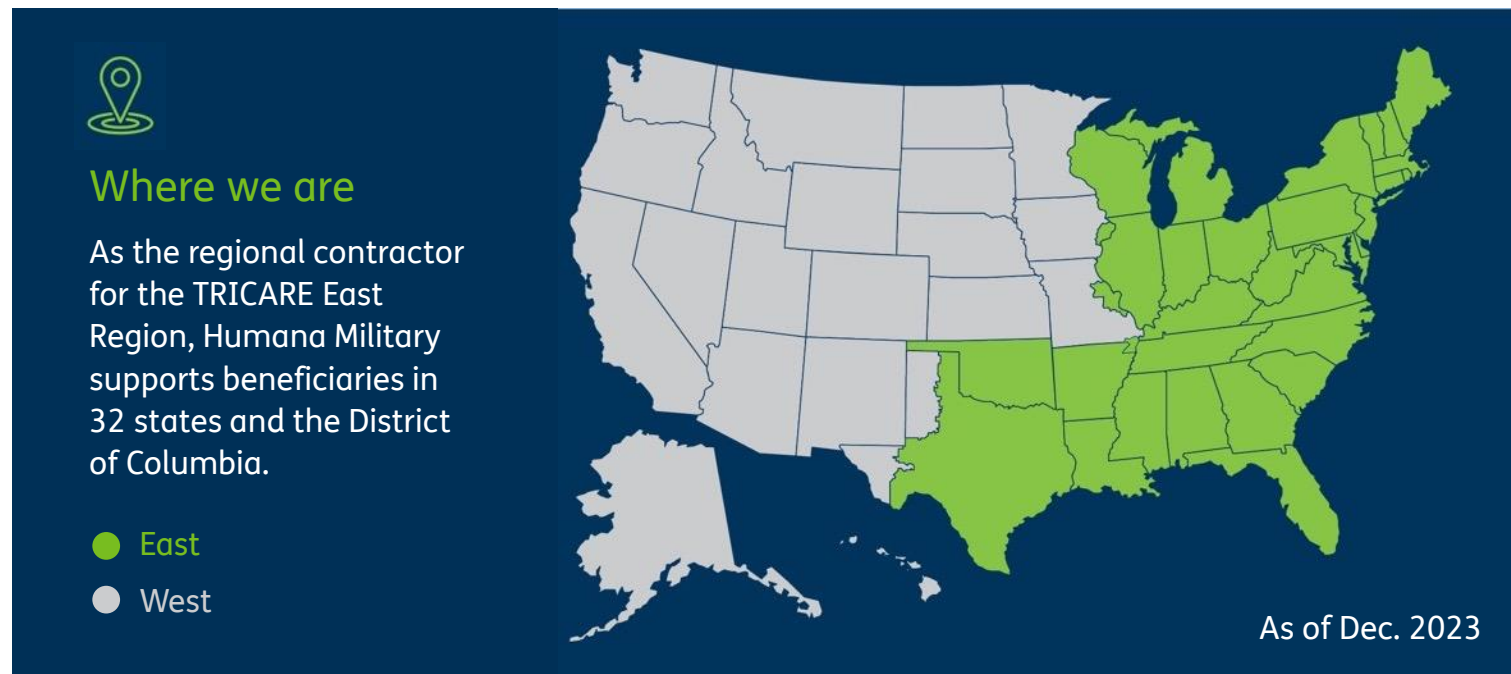 Where we are
As the regional contractor
for the TRICARE East
Region, Humana Military
supports beneficiaries in
32 states and the District
of Columbia.
East
West
As of Dec. 2023